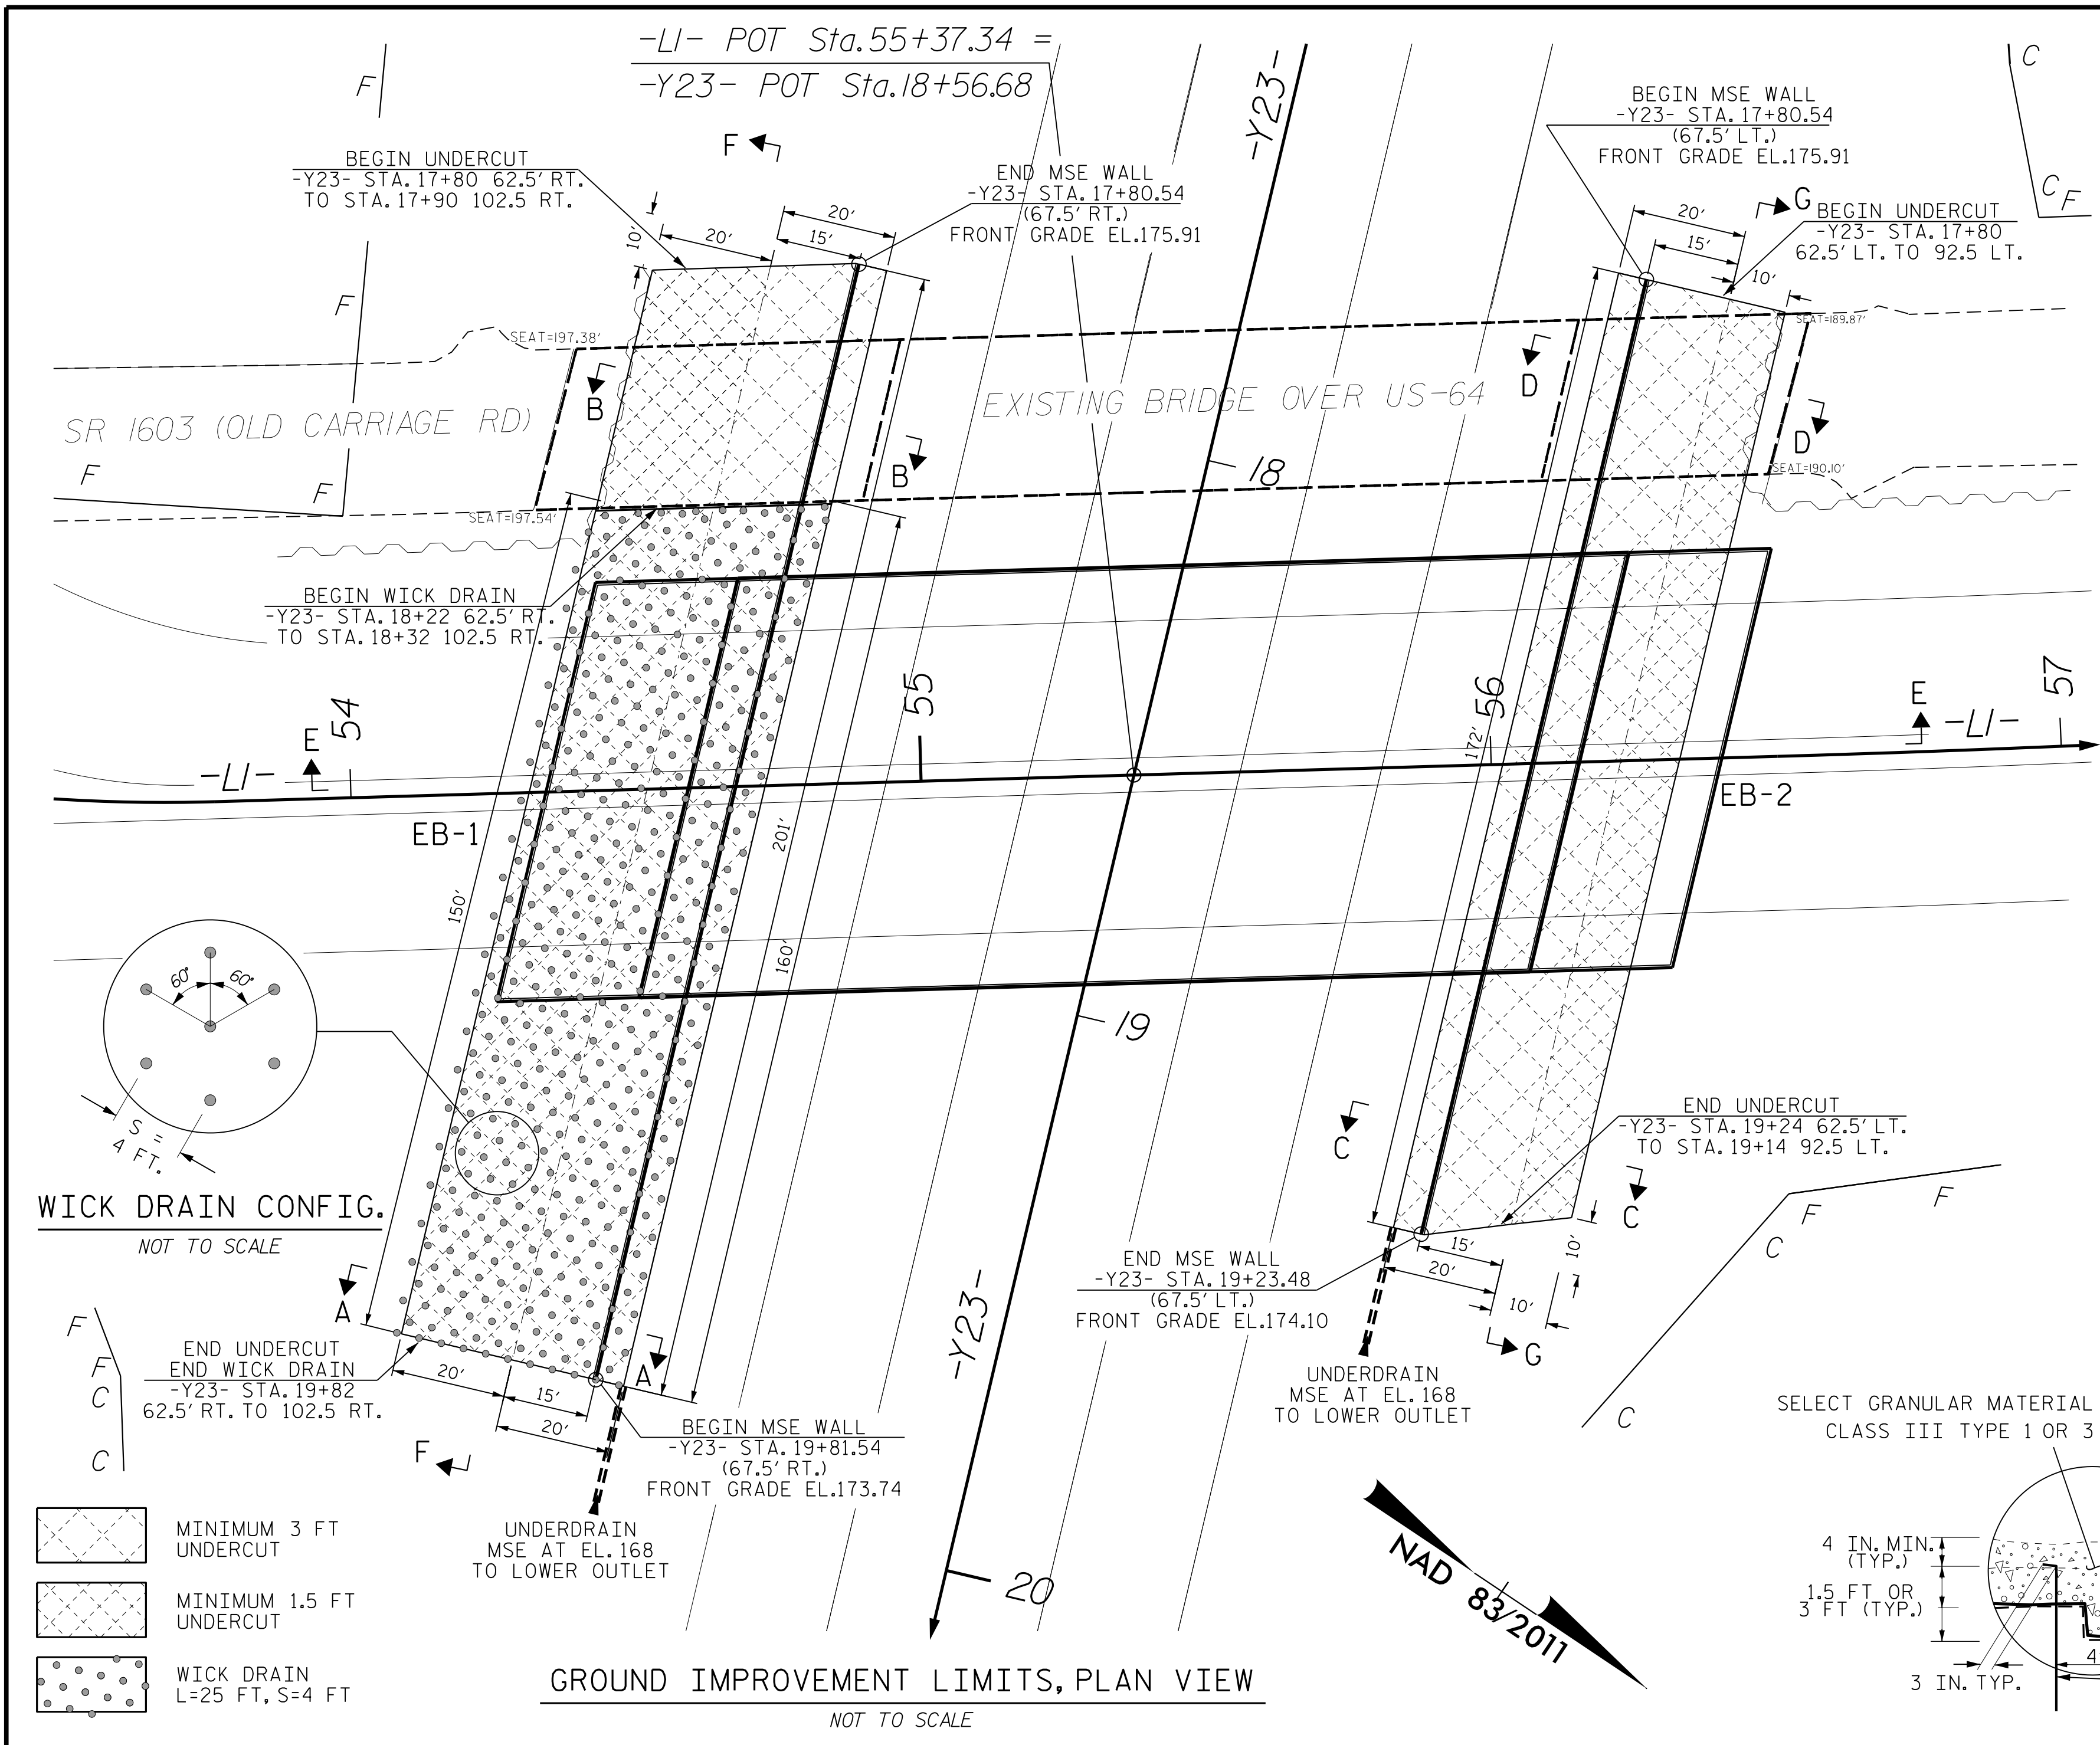 -L1- POT Sta.55+37.34 =
-Y23- POT Sta.18+56.68
F
BEGIN UNDERCUT
-Y23- STA.17+80 62.5' RT.
TO STA.17+90 102.5 RT.
F
END MSE WALL
-Y23- STA.17+80.54
(67.5' RT.)
FRONT GRADE EL.175.91
-Y23-
BEGIN MSE WALL
-Y23- STA.17+80.54
(67.5' LT.)
FRONT GRADE EL.175.91
C
C
F
G
BEGIN UNDERCUT
-Y23- STA.17+80
62.5' LT. TO 92.5 LT.
10'
20'
20'
15'
20'
15'
10'
F
SEAT=197.38'
SEAT=189.87'
B
D
SR 1603 (OLD CARRIAGE RD)
EXISTING BRIDGE OVER US-64
D
F
F
B
18
SEAT=190.10'
SEAT=197.54'
BEGIN WICK DRAIN
-Y23- STA.18+22 62.5' RT.
TO STA.18+32 102.5 RT.
54
55
56
57
E
-L1-
E
-L1-
172'
EB-1
EB-2
201'
150'
160'
60°
60°
S =
4 FT.
19
WICK DRAIN CONFIG.
NOT TO SCALE
C
END UNDERCUT
-Y23- STA.19+24 62.5' LT.
TO STA.19+14 92.5 LT.
C
F
F
C
C
A
END MSE WALL
-Y23- STA.19+23.48
(67.5' LT.)
FRONT GRADE EL.174.10
15'
20'
10'
10'
G
F
F
C
C
END UNDERCUT
END WICK DRAIN
-Y23- STA.19+82
62.5' RT. TO 102.5 RT.
20'
15'
20'
A
F
-Y23-
BEGIN MSE WALL
-Y23- STA.19+81.54
(67.5' RT.)
FRONT GRADE EL.173.74
UNDERDRAIN
MSE AT EL.168
TO LOWER OUTLET
UNDERDRAIN
MSE AT EL.168
TO LOWER OUTLET
SELECT GRANULAR MATERIAL
CLASS III TYPE 1 OR 3
MINIMUM 3 FT
UNDERCUT
MINIMUM 1.5 FT
UNDERCUT
WICK DRAIN
L=25 FT, S=4 FT
20
NAD 83/2011
4 IN. MIN.
(TYP.)
1.5 FT OR
3 FT (TYP.)
4
3 IN. TYP.
GROUND IMPROVEMENT LIMITS, PLAN VIEW
NOT TO SCALE